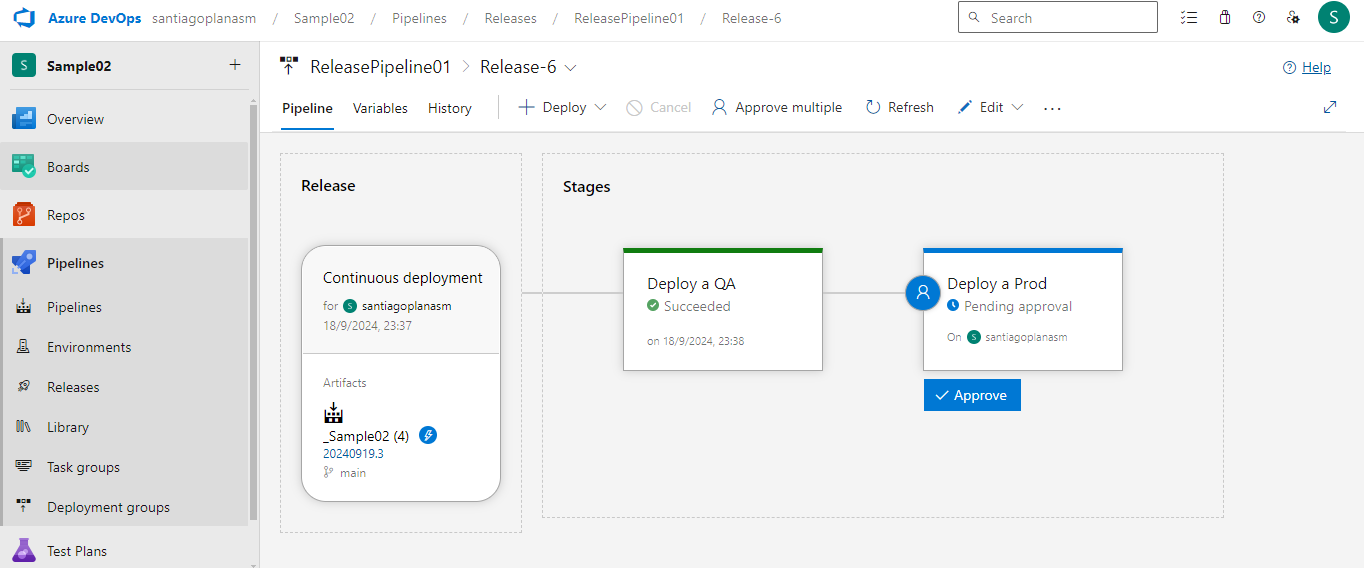 Azure DevOps santiagoplanasm / Sample02 / Pipelines / Releases / ReleasePipeline01 / Release-6
Search
S
S Sample02 +
Overview
Boards
Repos
Pipelines
Pipelines
Environments
Releases
Library
Task groups
Deployment groups
Test Plans
ReleasePipeline01 > Release-6
Help
Pipeline Variables History
Deploy Cancel Approve multiple Refresh Edit ...
Release
Continuous deployment
for S santiagoplanasm
18/9/2024, 23:37
Artifacts
_Sample02 (4)
20240919.3
main
Stages
Deploy a QA
Succeeded
on 18/9/2024, 23:38
Deploy a Prod
Pending approval
On S santiagoplanasm
Approve